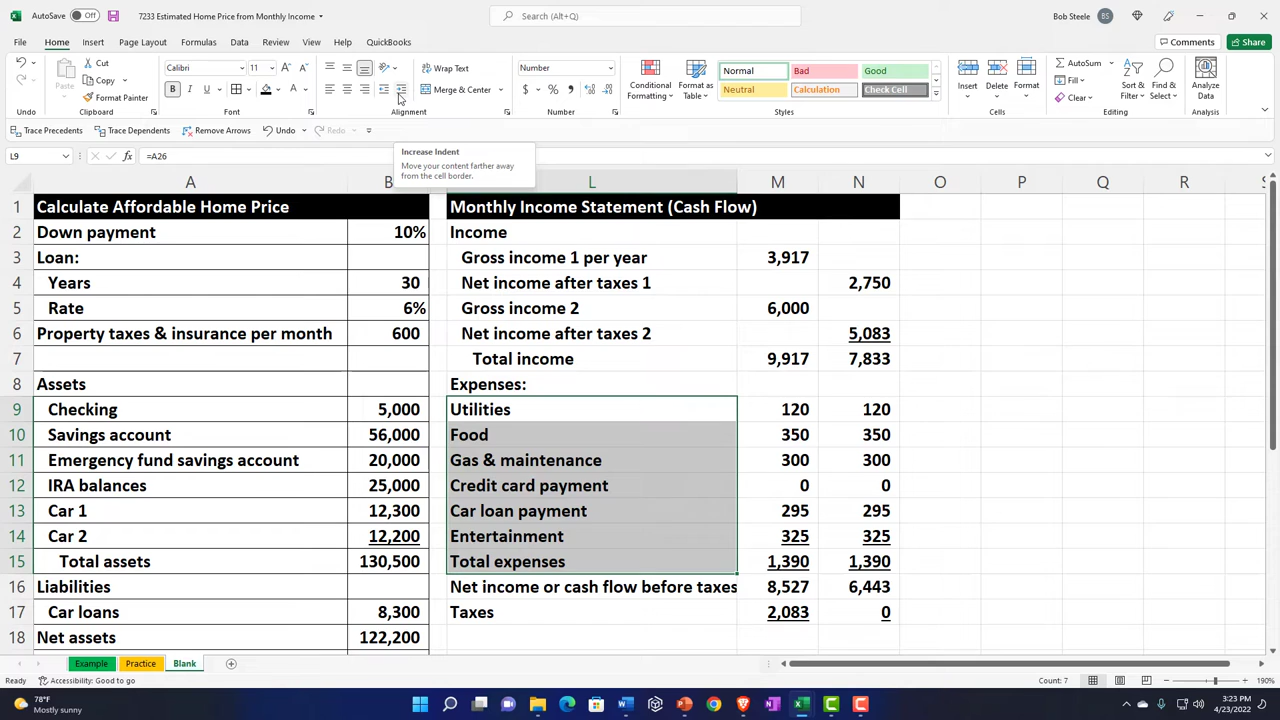 AutoSave Off 7233 Estimated Home Price from Monthly Income Search (Alt+Q) Bob Steele BS
File Home Insert Page Layout Formulas Data Review View Help QuickBooks Comments Share
Cut Calibri 11 Wrap Text Number Normal Bad Good AutoSum
Copy Fill
Paste Format Painter B I U A Merge & Center $ % Neutral Calculation Check Cell Clear
Conditional Formatting Format as Table Insert Delete Format Sort & Filter Find & Select Analyze Data
Undo Clipboard Font Alignment Number Styles Cells Editing Analysis
Trace Precedents Trace Dependents Remove Arrows Undo Redo
L9 fx =A26
Increase Indent
Move your content farther away
from the cell border.
A B L M N O P Q R S
1 Calculate Affordable Home Price Monthly Income Statement (Cash Flow)
2 Down payment 10% Income
3 Loan: Gross income 1 per year 3,917
4 Years 30 Net income after taxes 1 2,750
5 Rate 6% Gross income 2 6,000
6 Property taxes & insurance per month 600 Net income after taxes 2 5,083
7 Total income 9,917 7,833
8 Assets Expenses:
9 Checking 5,000 Utilities 120 120
10 Savings account 56,000 Food 350 350
11 Emergency fund savings account 20,000 Gas & maintenance 300 300
12 IRA balances 25,000 Credit card payment 0 0
13 Car 1 12,300 Car loan payment 295 295
14 Car 2 12,200 Entertainment 325 325
15 Total assets 130,500 Total expenses 1,390 1,390
16 Liabilities Net income or cash flow before taxes 8,527 6,443
17 Car loans 8,300 Taxes 2,083 0
18 Net assets 122,200
Example Practice Blank
Ready Accessibility: Good to go Count: 7 190%
78°F
Mostly sunny
3:23 PM
4/23/2022